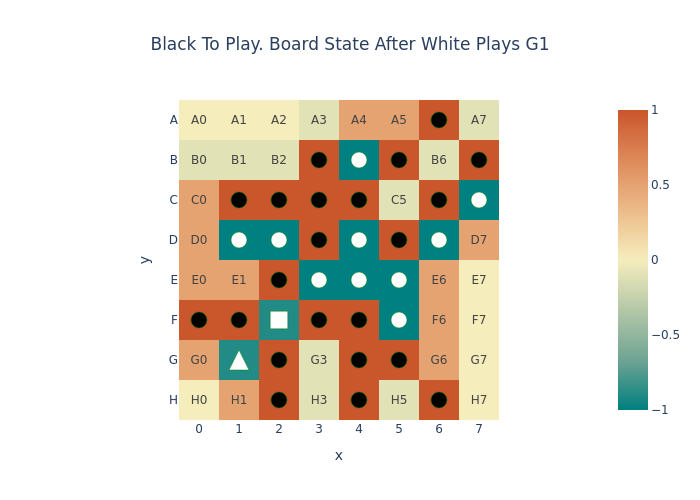 Black To Play. Board State After White Plays G1
A A0 A1 A2 A3 A4 A5 A7
B B0 B1 B2 B6
C C0 C5
D D0 D7
E E0 E1 E6 E7
F F6 F7
G G0 G3 G6 G7
H H0 H1 H3 H5 H7
0 1 2 3 4 5 6 7
x
y
1
0.5
0
−0.5
−1